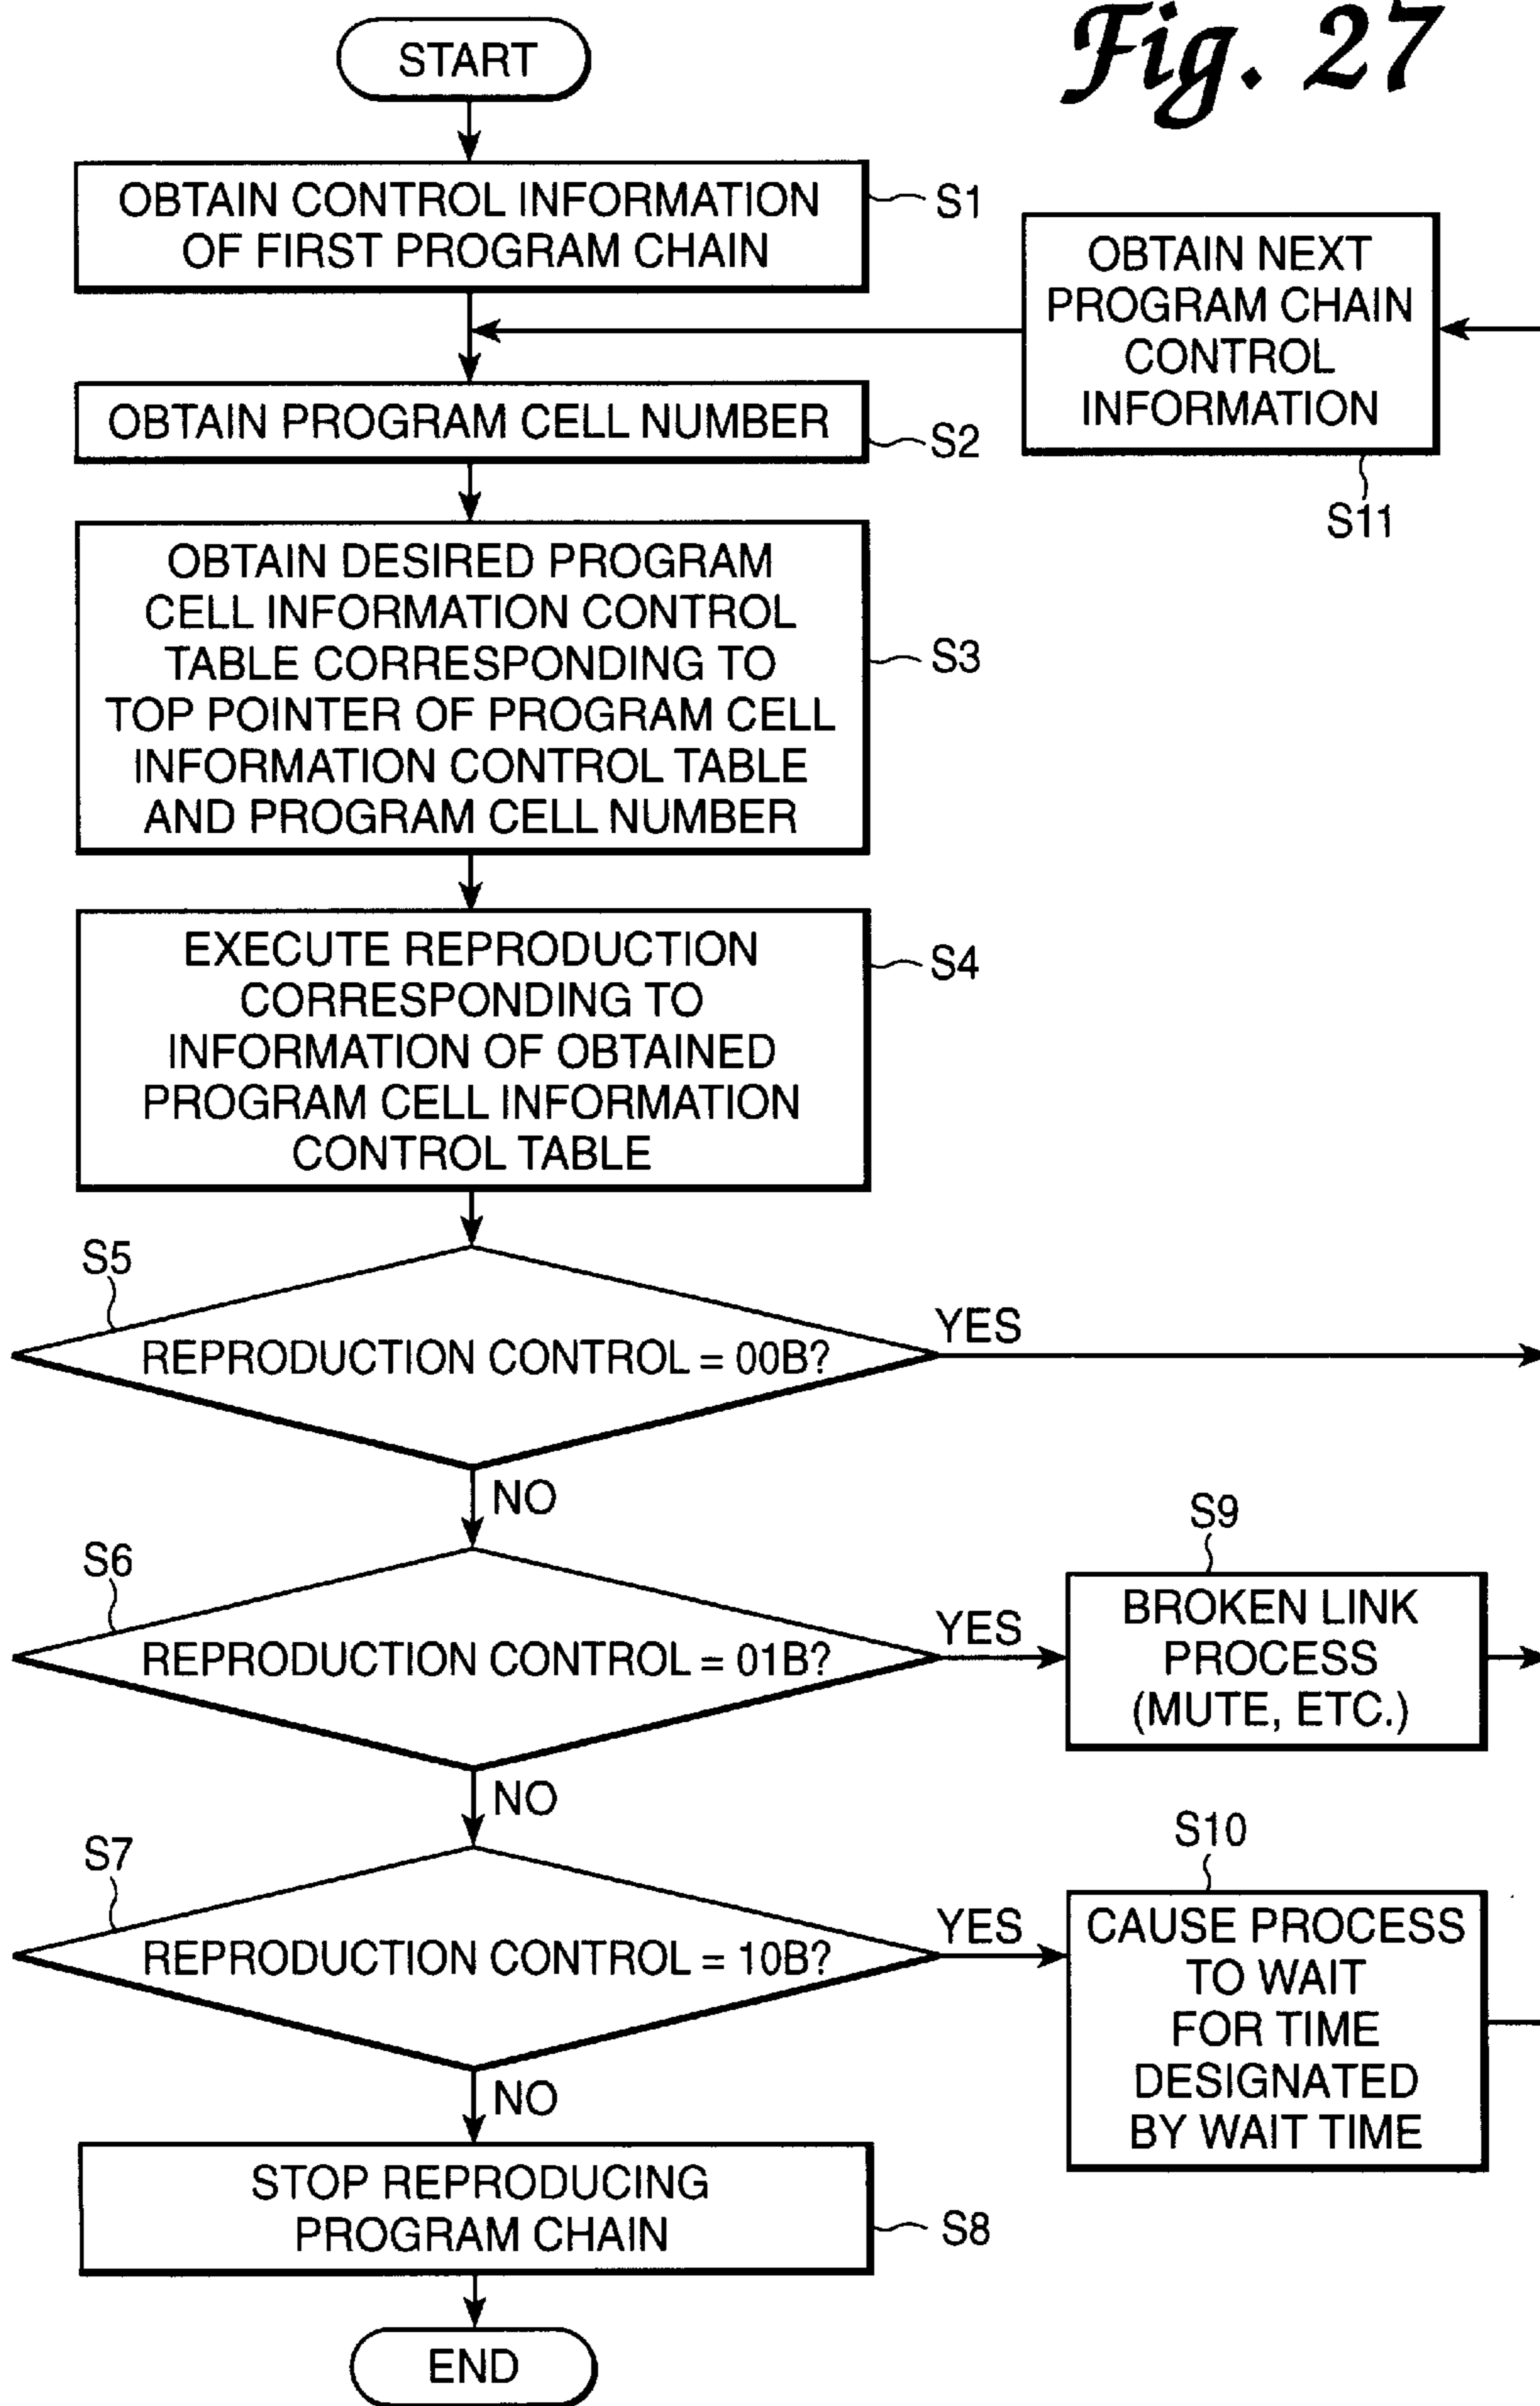 Fig. 27
START
OBTAIN CONTROL INFORMATION
OF FIRST PROGRAM CHAIN
S1
OBTAIN NEXT
PROGRAM CHAIN
CONTROL
INFORMATION
S11
OBTAIN PROGRAM CELL NUMBER
S2
OBTAIN DESIRED PROGRAM
CELL INFORMATION CONTROL
TABLE CORRESPONDING TO
TOP POINTER OF PROGRAM CELL
INFORMATION CONTROL TABLE
AND PROGRAM CELL NUMBER
S3
EXECUTE REPRODUCTION
CORRESPONDING TO
INFORMATION OF OBTAINED
PROGRAM CELL INFORMATION
CONTROL TABLE
S4
S5
REPRODUCTION CONTROL = 00B?
YES
NO
S6
REPRODUCTION CONTROL = 01B?
YES
S9
BROKEN LINK
PROCESS
(MUTE, ETC.)
NO
S7
REPRODUCTION CONTROL = 10B?
YES
S10
CAUSE PROCESS
TO WAIT
FOR TIME
DESIGNATED
BY WAIT TIME
NO
STOP REPRODUCING
PROGRAM CHAIN
S8
END